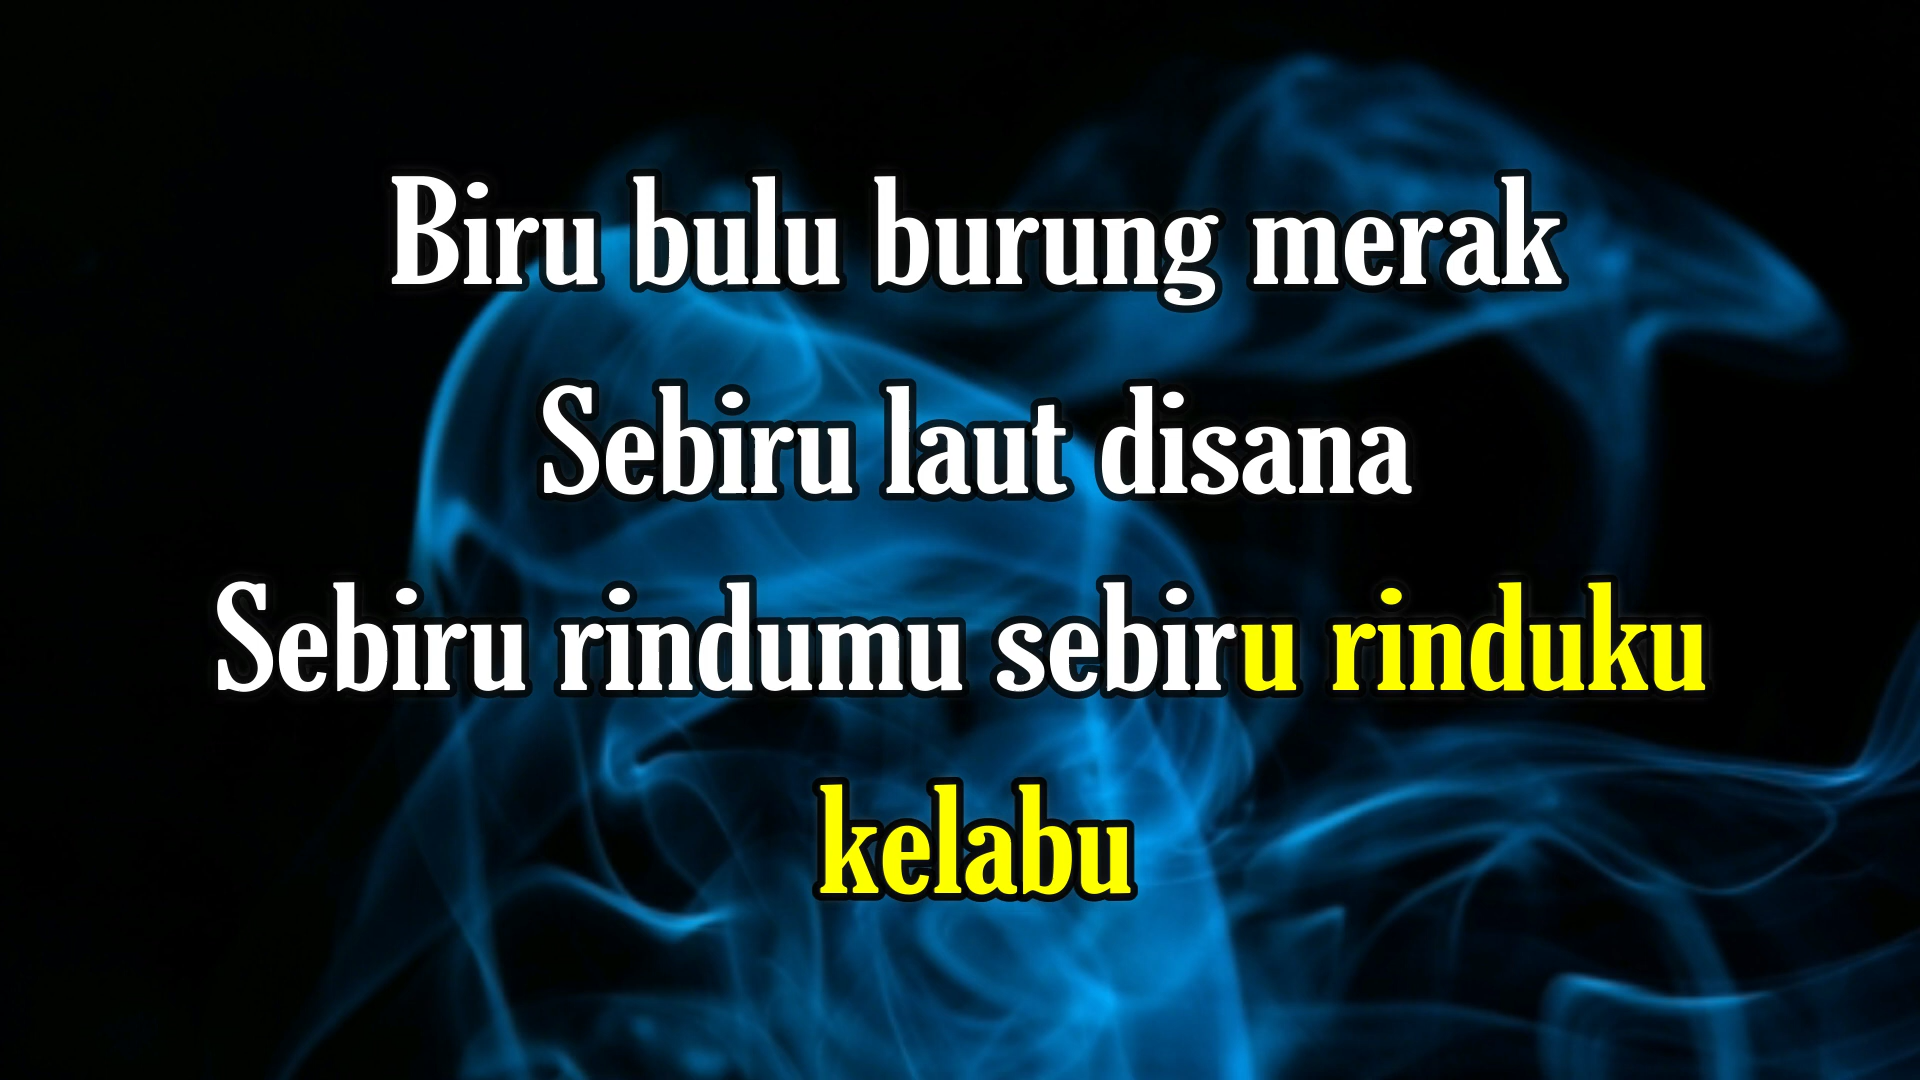 Biru bulu burung merak
Sebiru laut disana
Sebiru rindumu sebiru rinduku
kelabu